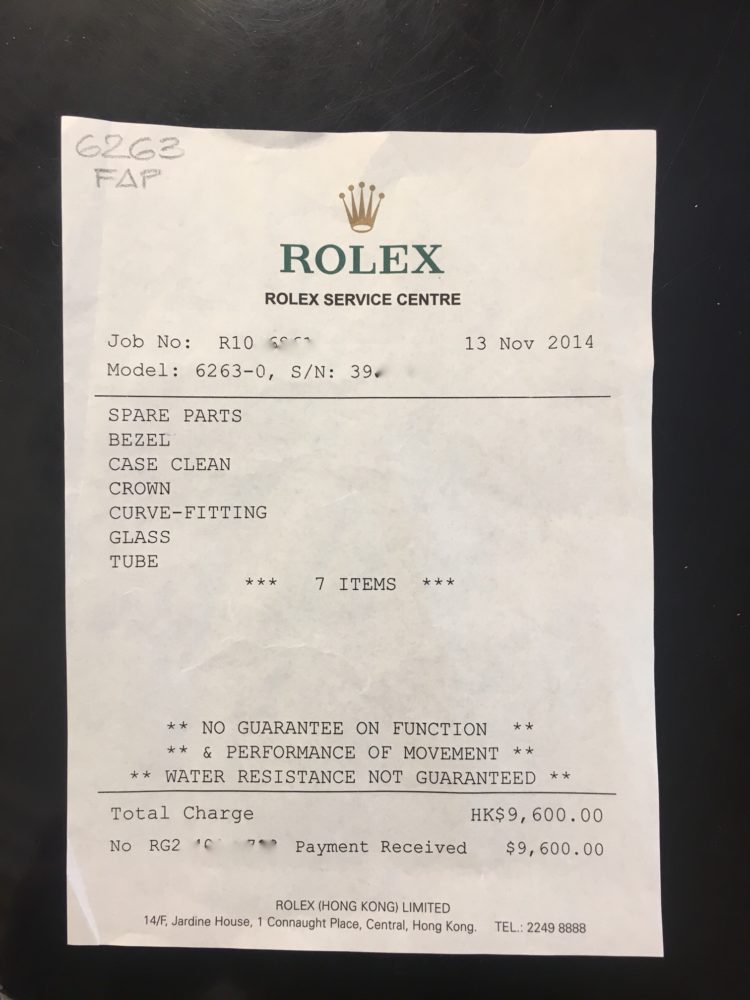 6263
FAP
ROLEX
ROLEX SERVICE CENTRE
Job No: R10
13 Nov 2014
Model: 6263-0, S/N: 39
SPARE PARTS
BEZEL
CASE CLEAN
CROWN
CURVE-FITTING
GLASS
TUBE
*** 7 ITEMS ***
** NO GUARANTEE ON FUNCTION **
** & PERFORMANCE OF MOVEMENT **
** WATER RESISTANCE NOT GUARANTEED **
Total Charge HK$9,600.00
No RG2 Payment Received $9,600.00
ROLEX (HONG KONG) LIMITED
14/F, Jardine House, 1 Connaught Place, Central, Hong Kong. TEL.: 2249 8888